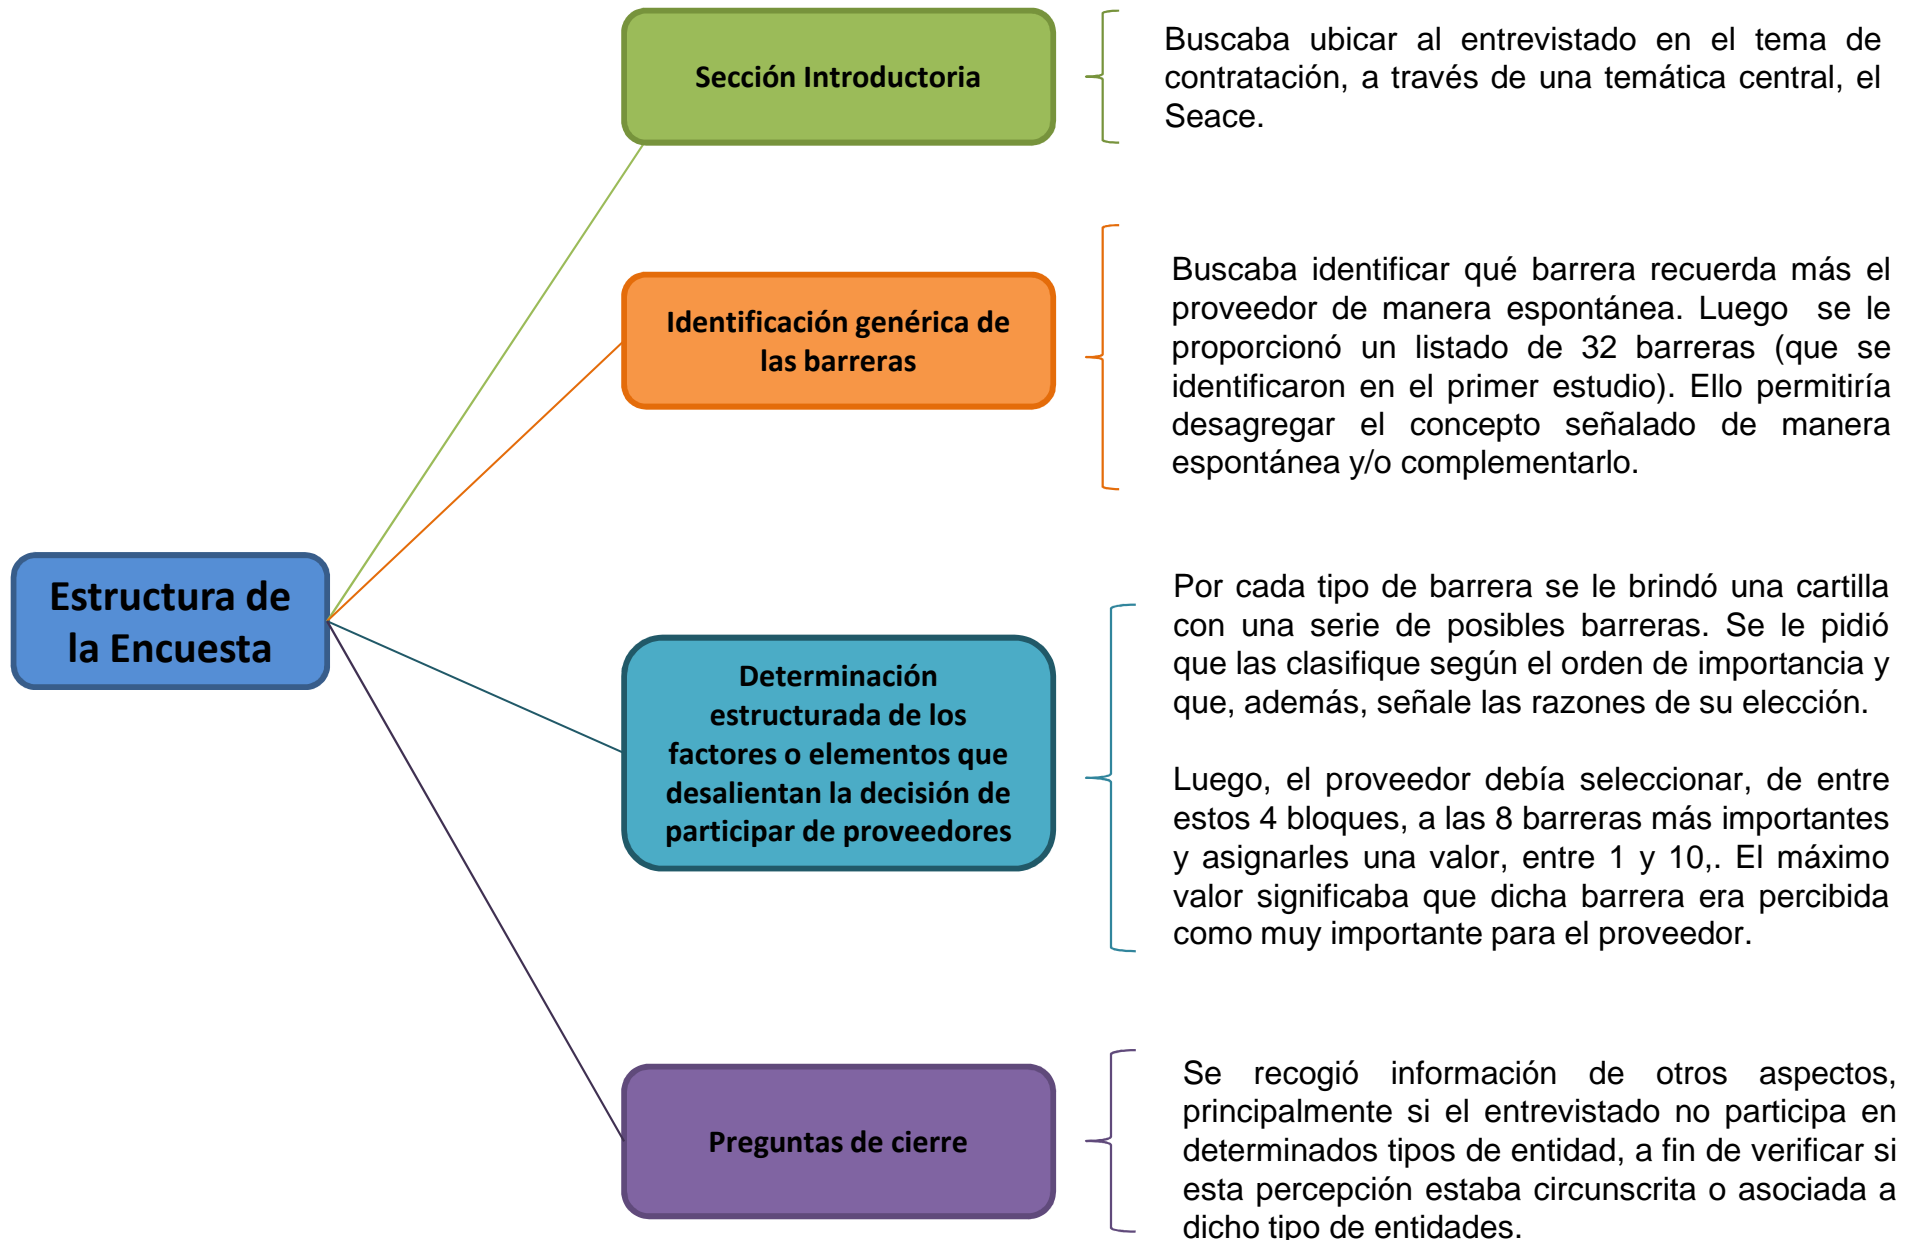 Estructura de
la Encuesta
Sección Introductoria
Buscaba ubicar al entrevistado en el tema de
contratación, a través de una temática central, el
Seace.
Identificación genérica de
las barreras
Buscaba identificar qué barrera recuerda más el
proveedor de manera espontánea. Luego se le
proporcionó un listado de 32 barreras (que se
identificaron en el primer estudio). Ello permitiría
desagregar el concepto señalado de manera
espontánea y/o complementarlo.
Determinación
estructurada de los
factores o elementos que
desalientan la decisión de
participar de proveedores
Por cada tipo de barrera se le brindó una cartilla
con una serie de posibles barreras. Se le pidió
que las clasifique según el orden de importancia y
que, además, señale las razones de su elección.
Luego, el proveedor debía seleccionar, de entre
estos 4 bloques, a las 8 barreras más importantes
y asignarles una valor, entre 1 y 10,. El máximo
valor significaba que dicha barrera era percibida
como muy importante para el proveedor.
Preguntas de cierre
Se recogió información de otros aspectos,
principalmente si el entrevistado no participa en
determinados tipos de entidad, a fin de verificar si
esta percepción estaba circunscrita o asociada a
dicho tipo de entidades.